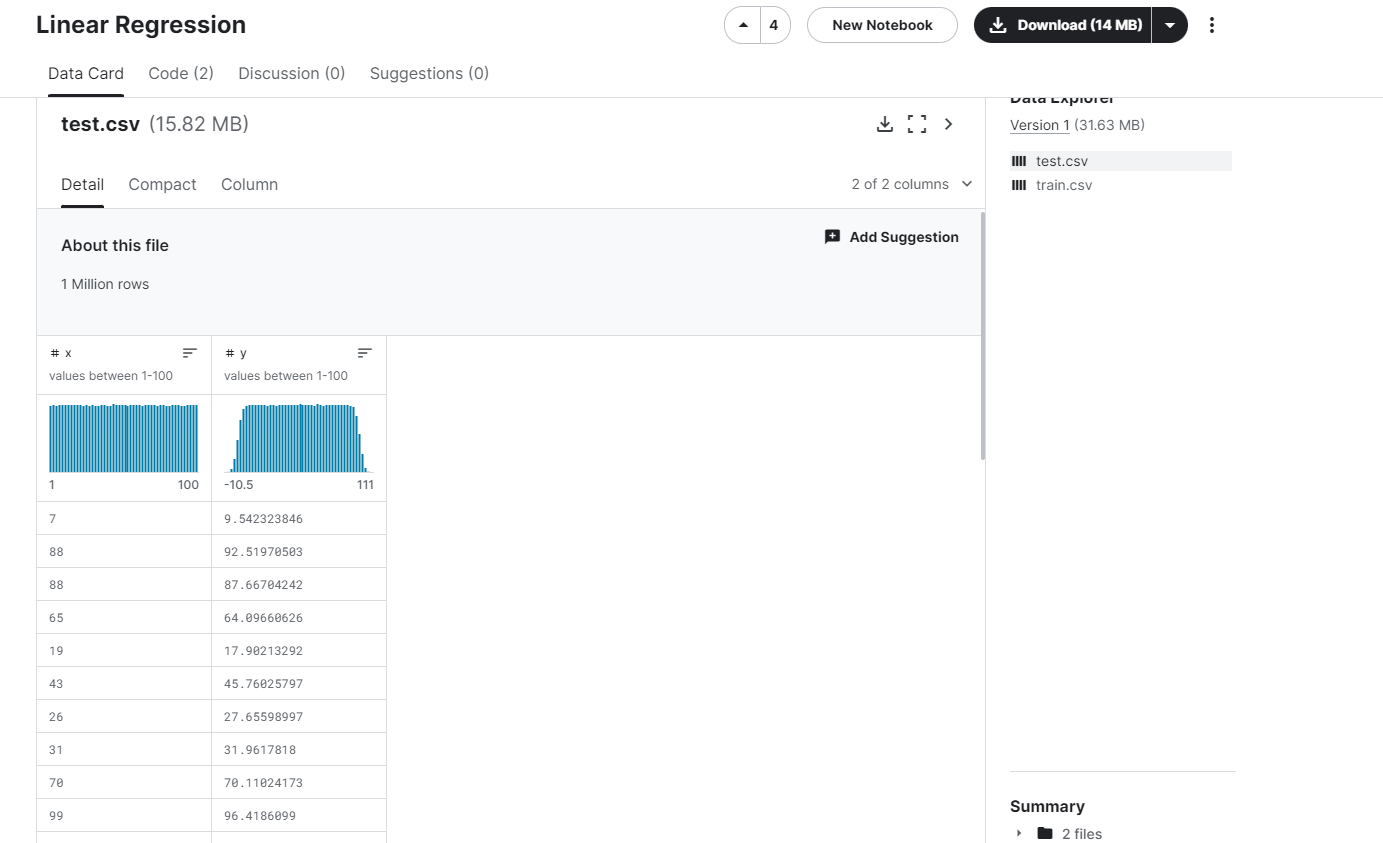 Linear Regression
4
New Notebook
Download (14 MB)
Data Card Code (2) Discussion (0) Suggestions (0)
test.csv (15.82 MB)
Detail Compact Column
2 of 2 columns
About this file
Add Suggestion
1 Million rows
# x # y
values between 1-100 values between 1-100
1 100 -10.5 111
7 9.542323846
88 92.51970503
88 87.66704242
65 64.09660626
19 17.90213292
43 45.76025797
26 27.65598997
31 31.9617818
70 70.11024173
99 96.4186099
Data Explorer
Version 1 (31.63 MB)
test.csv
train.csv
Summary
2 files